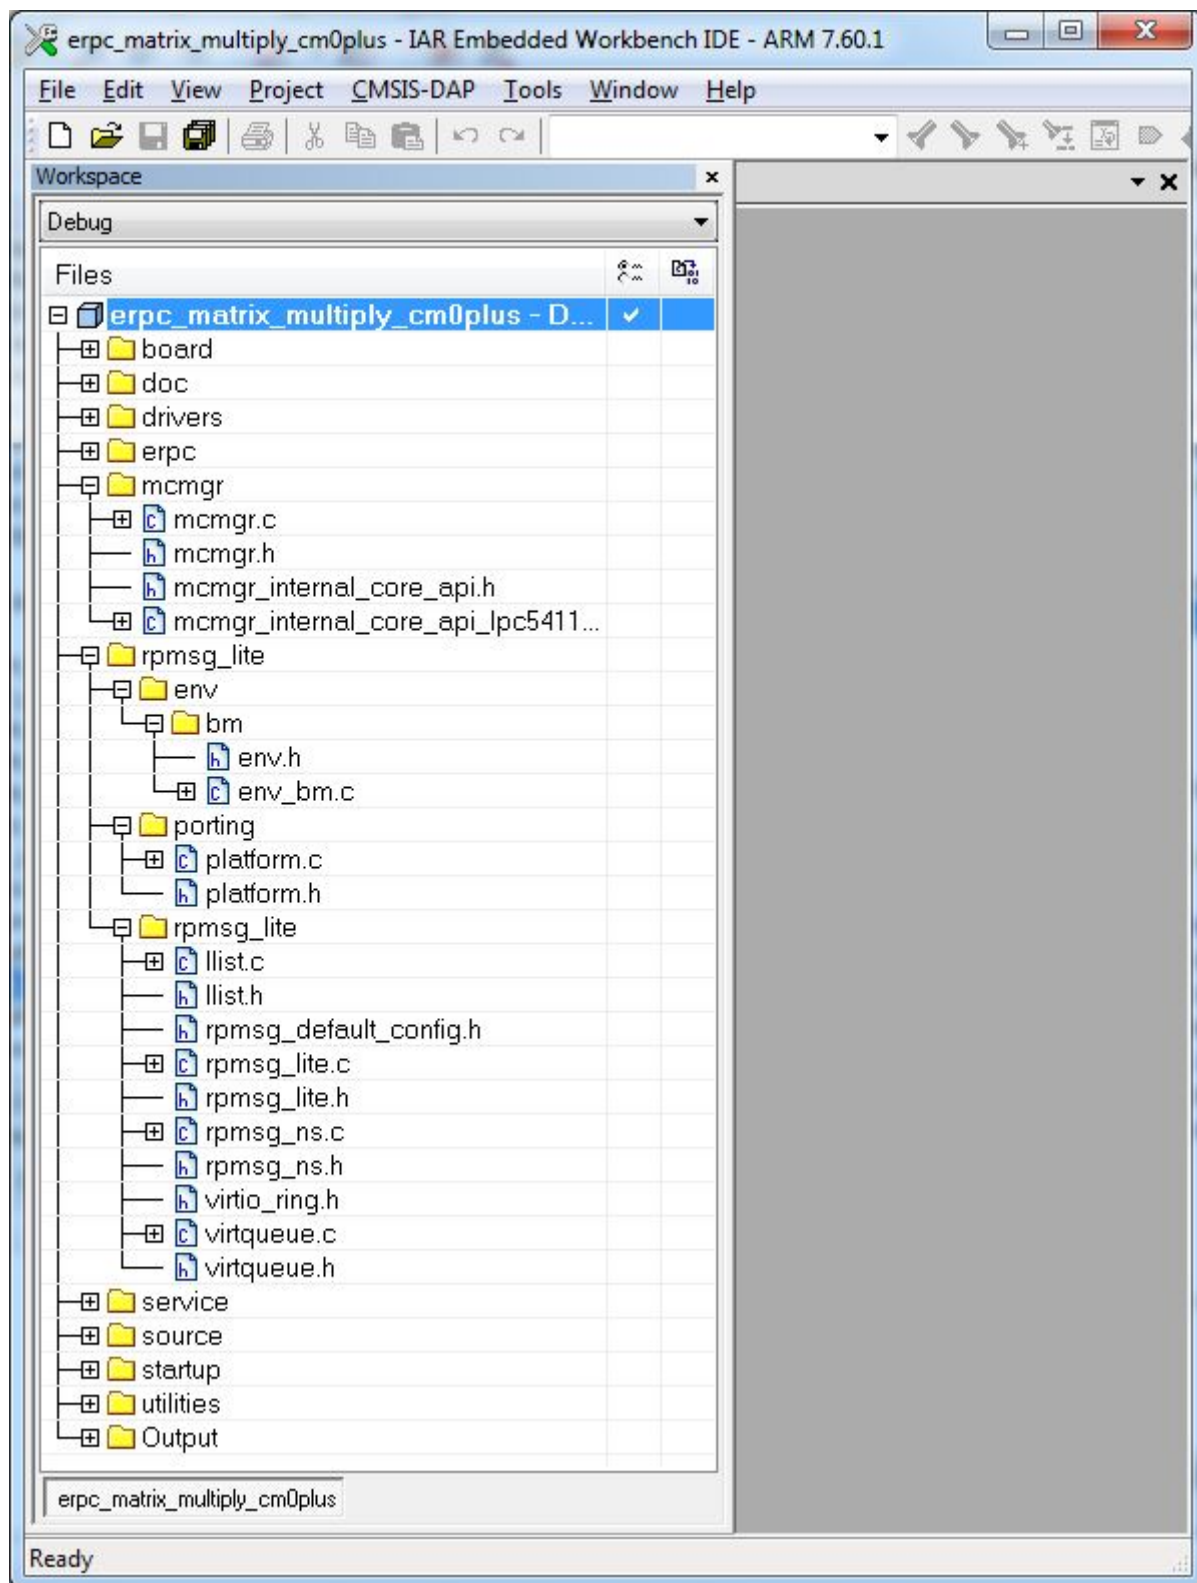 erpc_matrix_multiply_cm0plus - IAR Embedded Workbench IDE - ARM 7.60.1
File Edit View Project CMSIS-DAP Tools Window Help
Workspace
Debug
Files
erpc_matrix_multiply_cm0plus - D...
board
doc
drivers
erpc
mcmgr
mcmgr.c
mcmgr.h
mcmgr_internal_core_api.h
mcmgr_internal_core_api_lpc5411...
rpmsg_lite
env
bm
env.h
env_bm.c
porting
platform.c
platform.h
rpmsg_lite
llist.c
llist.h
rpmsg_default_config.h
rpmsg_lite.c
rpmsg_lite.h
rpmsg_ns.c
rpmsg_ns.h
virtio_ring.h
virtqueue.c
virtqueue.h
service
source
startup
utilities
Output
erpc_matrix_multiply_cm0plus
Ready